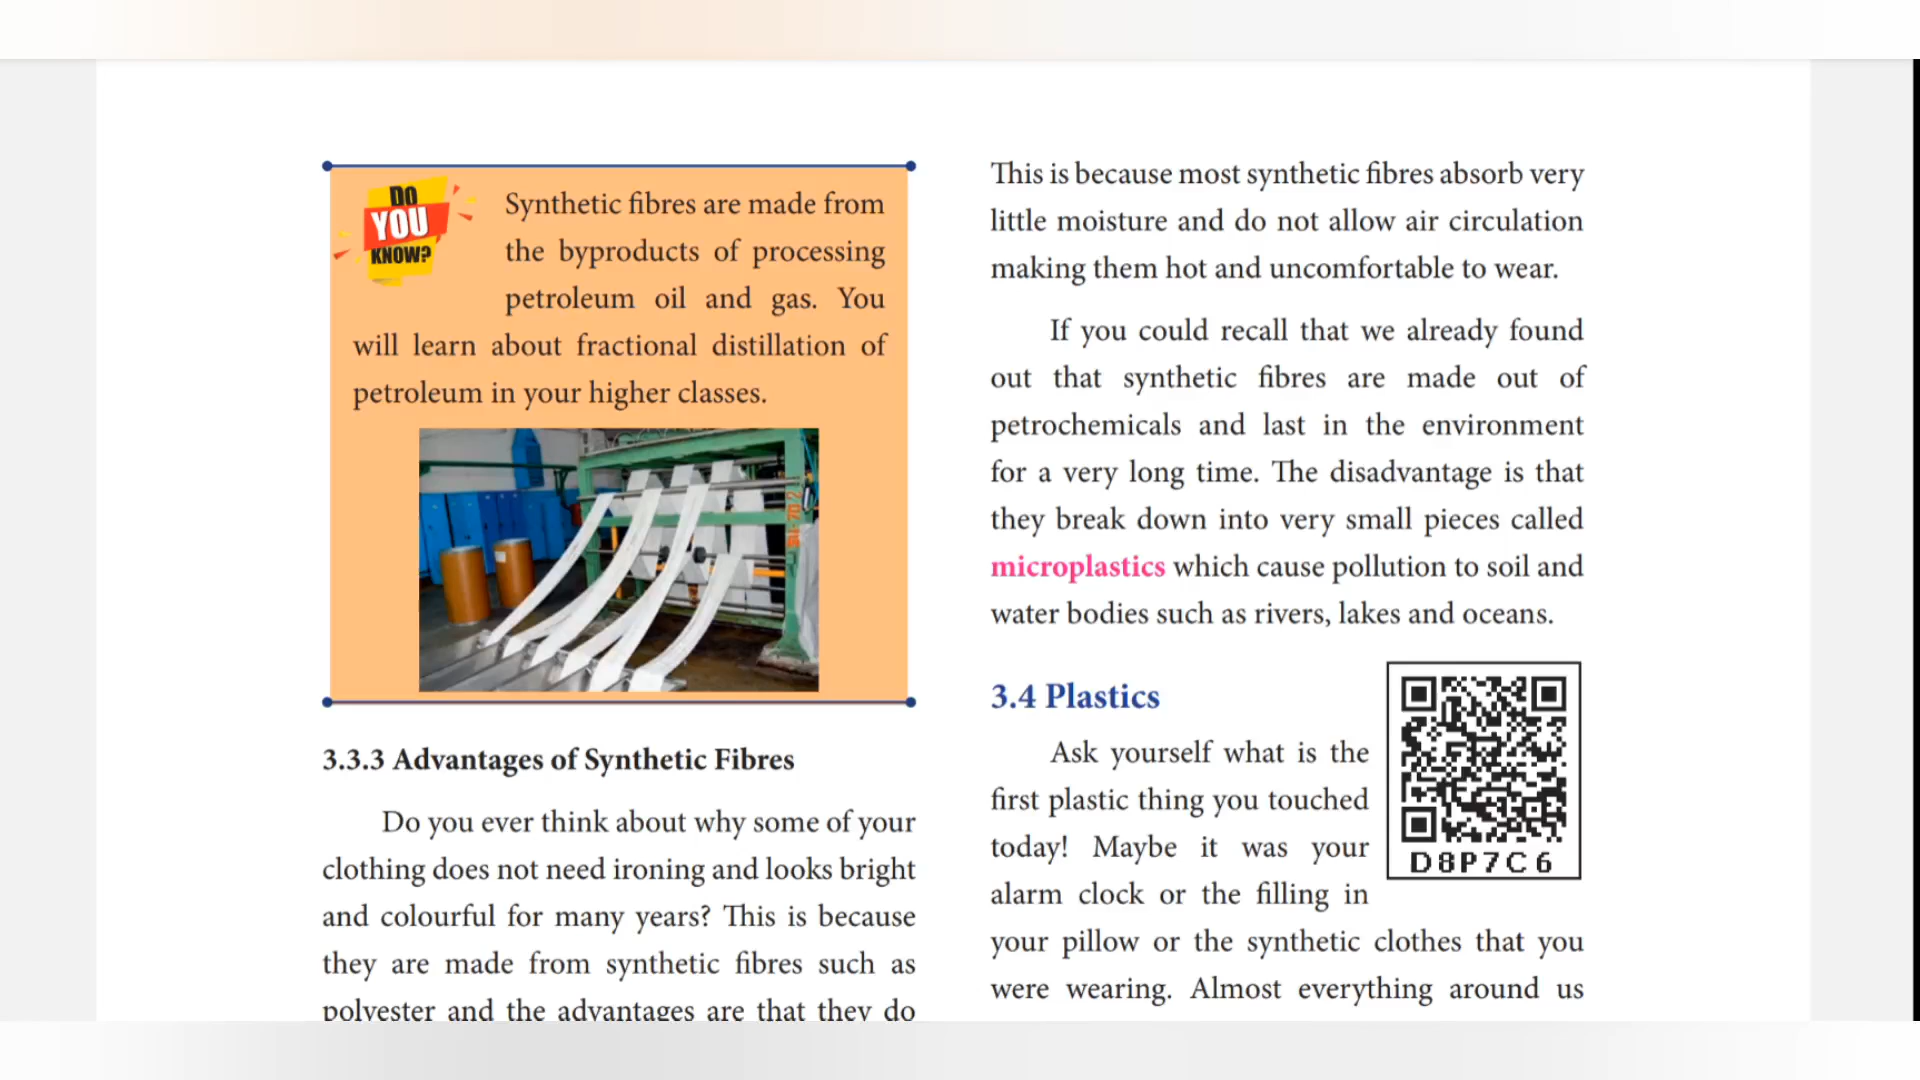 DO
YOU
KNOW?
Synthetic fibres are made from
the byproducts of processing
petroleum oil and gas. You
will learn about fractional distillation of
petroleum in your higher classes.
3.3.3 Advantages of Synthetic Fibres
Do you ever think about why some of your
clothing does not need ironing and looks bright
and colourful for many years? This is because
they are made from synthetic fibres such as
polyester and the advantages are that they do
This is because most synthetic fibres absorb very
little moisture and do not allow air circulation
making them hot and uncomfortable to wear.
If you could recall that we already found
out that synthetic fibres are made out of
petrochemicals and last in the environment
for a very long time. The disadvantage is that
they break down into very small pieces called
microplastics which cause pollution to soil and
water bodies such as rivers, lakes and oceans.
3.4 Plastics
Ask yourself what is the
first plastic thing you touched
today! Maybe it was your
alarm clock or the filling in
your pillow or the synthetic clothes that you
were wearing. Almost everything around us
D8P7C6